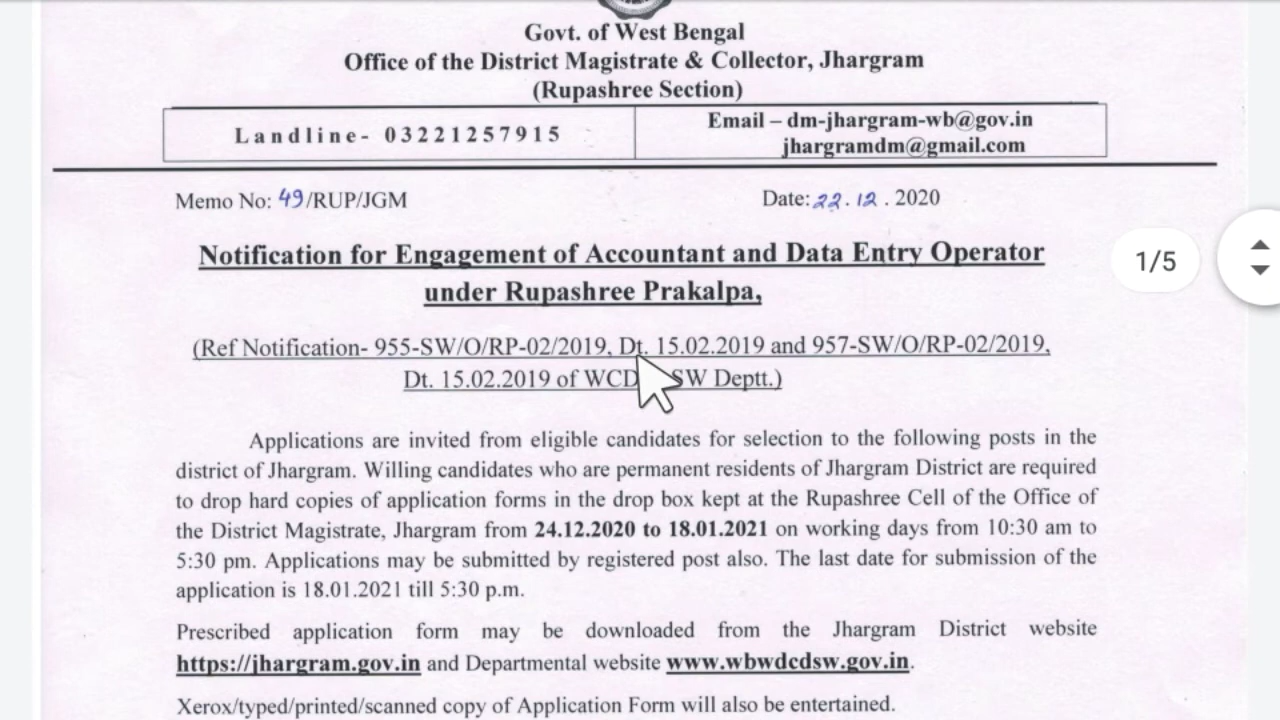 Govt. of West Bengal
Office of the District Magistrate & Collector, Jhargram
(Rupashree Section)
Landline- 03221257915
Email – dm-jhargram-wb@gov.in
jhargramdm@gmail.com
Memo No: 49/RUP/JGM
Date: 22.12.2020
Notification for Engagement of Accountant and Data Entry Operator
under Rupashree Prakalpa,
(Ref Notification- 955-SW/O/RP-02/2019, Dt. 15.02.2019 and 957-SW/O/RP-02/2019,
Dt. 15.02.2019 of WCD SW Deptt.)
1/5
Applications are invited from eligible candidates for selection to the following posts in the
district of Jhargram. Willing candidates who are permanent residents of Jhargram District are required
to drop hard copies of application forms in the drop box kept at the Rupashree Cell of the Office of
the District Magistrate, Jhargram from 24.12.2020 to 18.01.2021 on working days from 10:30 am to
5:30 pm. Applications may be submitted by registered post also. The last date for submission of the
application is 18.01.2021 till 5:30 p.m.
Prescribed application form may be downloaded from the Jhargram District website
https://jhargram.gov.in and Departmental website www.wbwdcdsw.gov.in.
Xerox/typed/printed/scanned copy of Application Form will also be entertained.